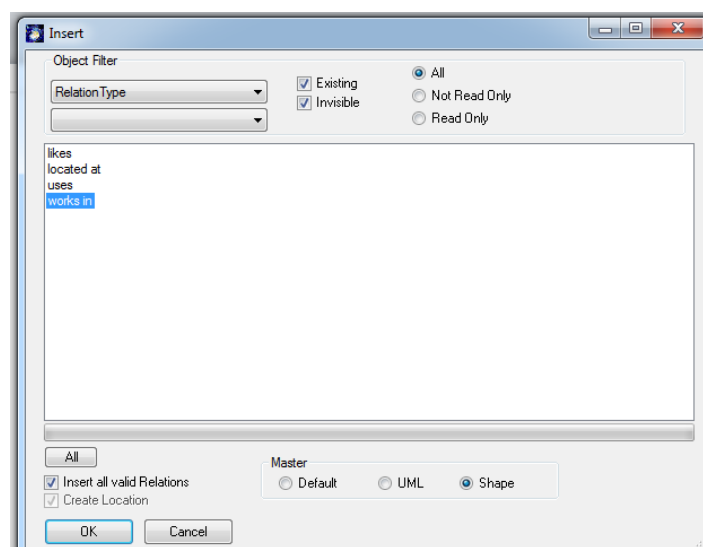 Insert
Object Filter
RelationType
Existing
Invisible
All
Not Read Only
Read Only
likes
located at
uses
works in
All
Insert all valid Relations
Create Location
Master
Default UML Shape
OK Cancel